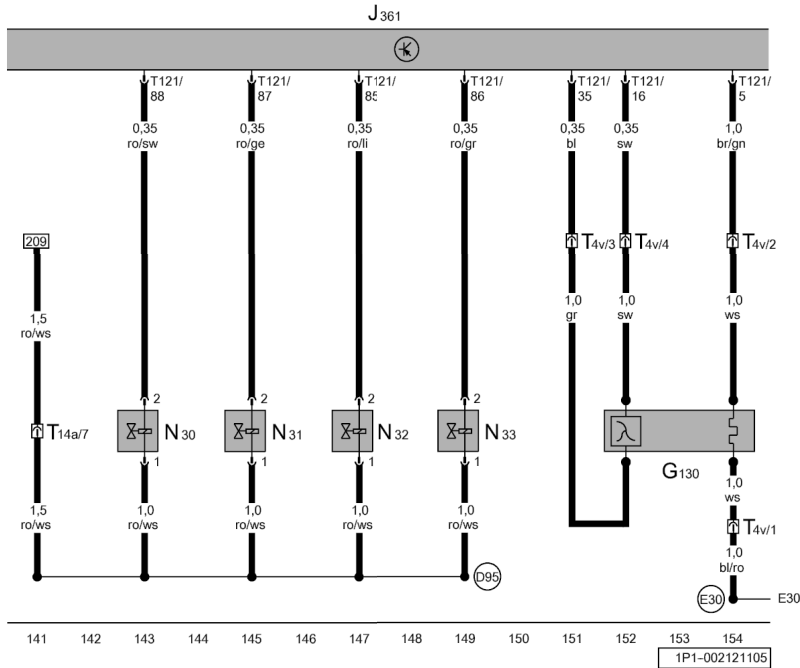 J361
T121/ T121/ T121/ T121/ T121/ T121/ T121/
88 87 85 86 35 16 5
0,35 0,35 0,35 0,35 0,35 0,35 1,0
ro/sw ro/ge ro/li ro/gr bl sw br/gn
209 T4v/3 T4v/4 T4v/2
1,0 1,0 1,0
gr sw ws
1,5
ro/ws
2 2 2 2
T14a/7 N30 N31 N32 N33
1 1 1 1
G130
1,0
ws
1,5 1,0 1,0 1,0 1,0
ro/ws ro/ws ro/ws ro/ws ro/ws
T4v/1
1,0
bl/ro
D95
E30 E30
141 142 143 144 145 146 147 148 149 150 151 152 153 154
1P1-002121105